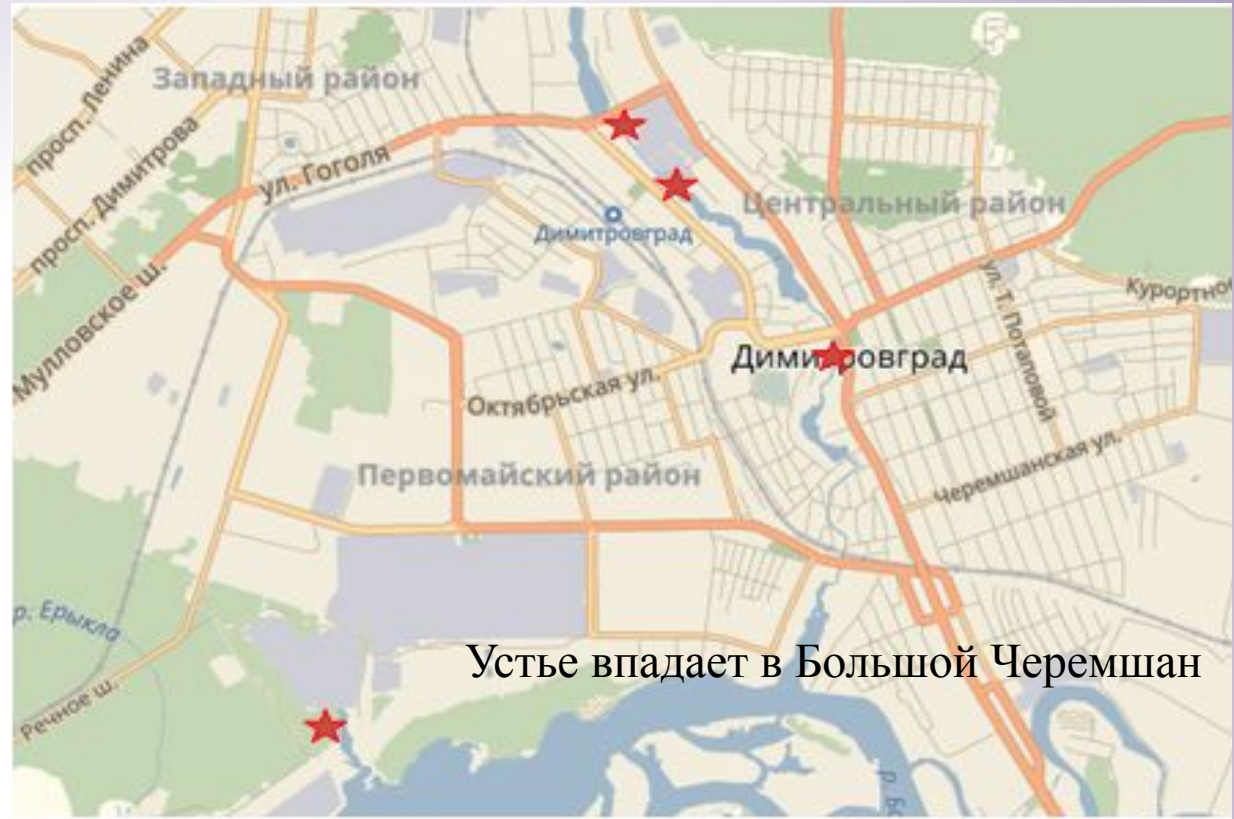 Западный район
просп. Ленина
просп. Димитрова
ул. Гоголя
Центральный район
Димитровград
Мулловское ш.
ул. Т. Потаповой
Курортно
Димитровград
Октябрьская ул.
Черемшанская ул.
Первомайский район
р. Ерыкла
Устье впадает в Большой Черемшан
Речное ш.
р. Бо